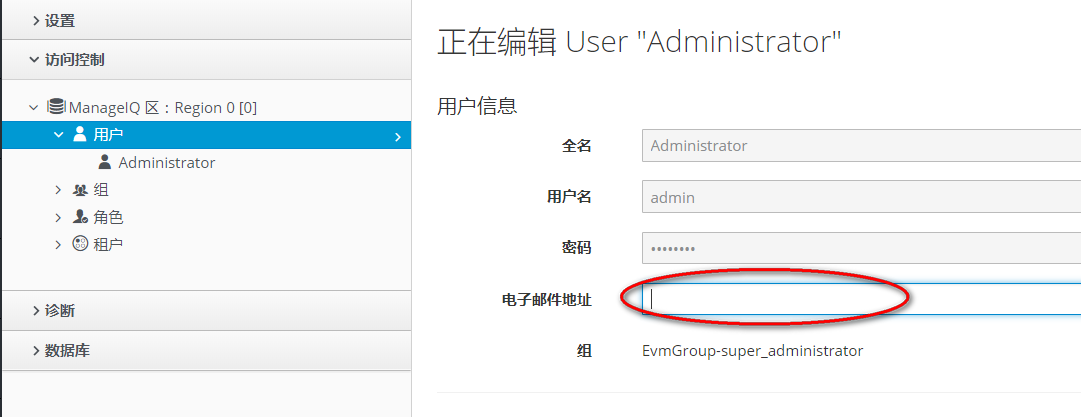 设置
访问控制
ManageIQ 区：Region 0 [0]
用户
Administrator
组
角色
租户
诊断
数据库
正在编辑 User "Administrator"
用户信息
全名 Administrator
用户名 admin
密码 ••••••••
电子邮件地址
组 EvmGroup-super_administrator